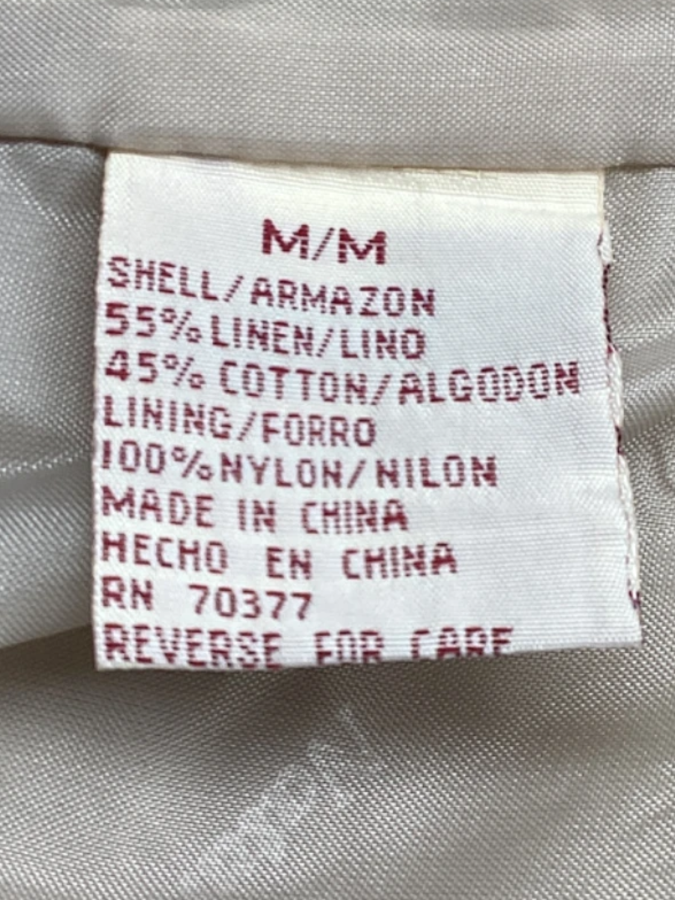 M/M
SHELL/ARMAZON
55% LINEN/LINO
45% COTTON/ALGODON
LINING/FORRO
100% NYLON/NILON
MADE IN CHINA
HECHO EN CHINA
RN 70377
REVERSE FOR CARE